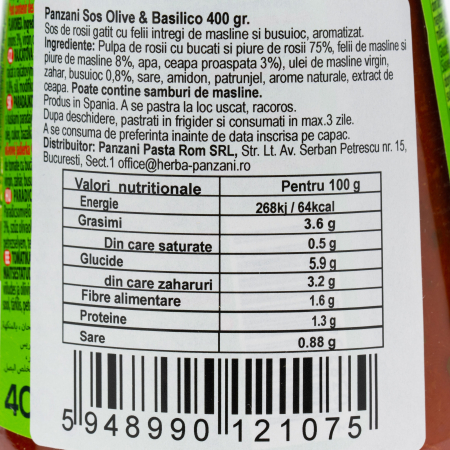 Panzani Sos Olive & Basilico 400 gr.
Sos de rosii gatit cu felii intregi de masline si busuioc, aromatizat.
Ingrediente: Pulpa de rosii cu bucati si piure de rosii 75%, felii de masline si
piure de masline 8%, apa, ceapa proaspata 3%), ulei de masline virgin,
zahar, busuioc 0,8%, sare, amidon, patrunjel, arome naturale, extract de
ceapa. Poate contine samburi de masline.
Produs in Spania. A se pastra la loc uscat, racoros.
Dupa deschidere, pastrati in frigider si consumati in max.3 zile.
A se consuma de preferinta inainte de data inscrisa pe capac.
Distribuitor: Panzani Pasta Rom SRL, Str. Lt. Av. Serban Petrescu nr. 15,
Bucuresti, Sect.1 office@herba-panzani.ro
Valori nutritionale Pentru 100 g
Energie 268kj / 64kcal
Grasimi 3.6 g
Din care saturate 0.5 g
Glucide 5.9 g
din care zaharuri 3.2 g
Fibre alimentare 1.6 g
Proteine 1.3 g
Sare 0.88 g
40
5 948990 121075